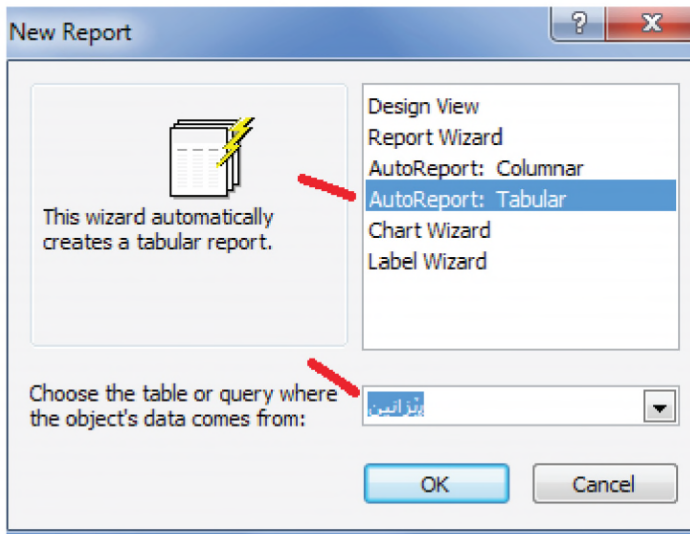 New Report
Design View
Report Wizard
AutoReport: Columnar
AutoReport: Tabular
Chart Wizard
Label Wizard
This wizard automatically
creates a tabular report.
Choose the table or query where
the object's data comes from:
OK
Cancel